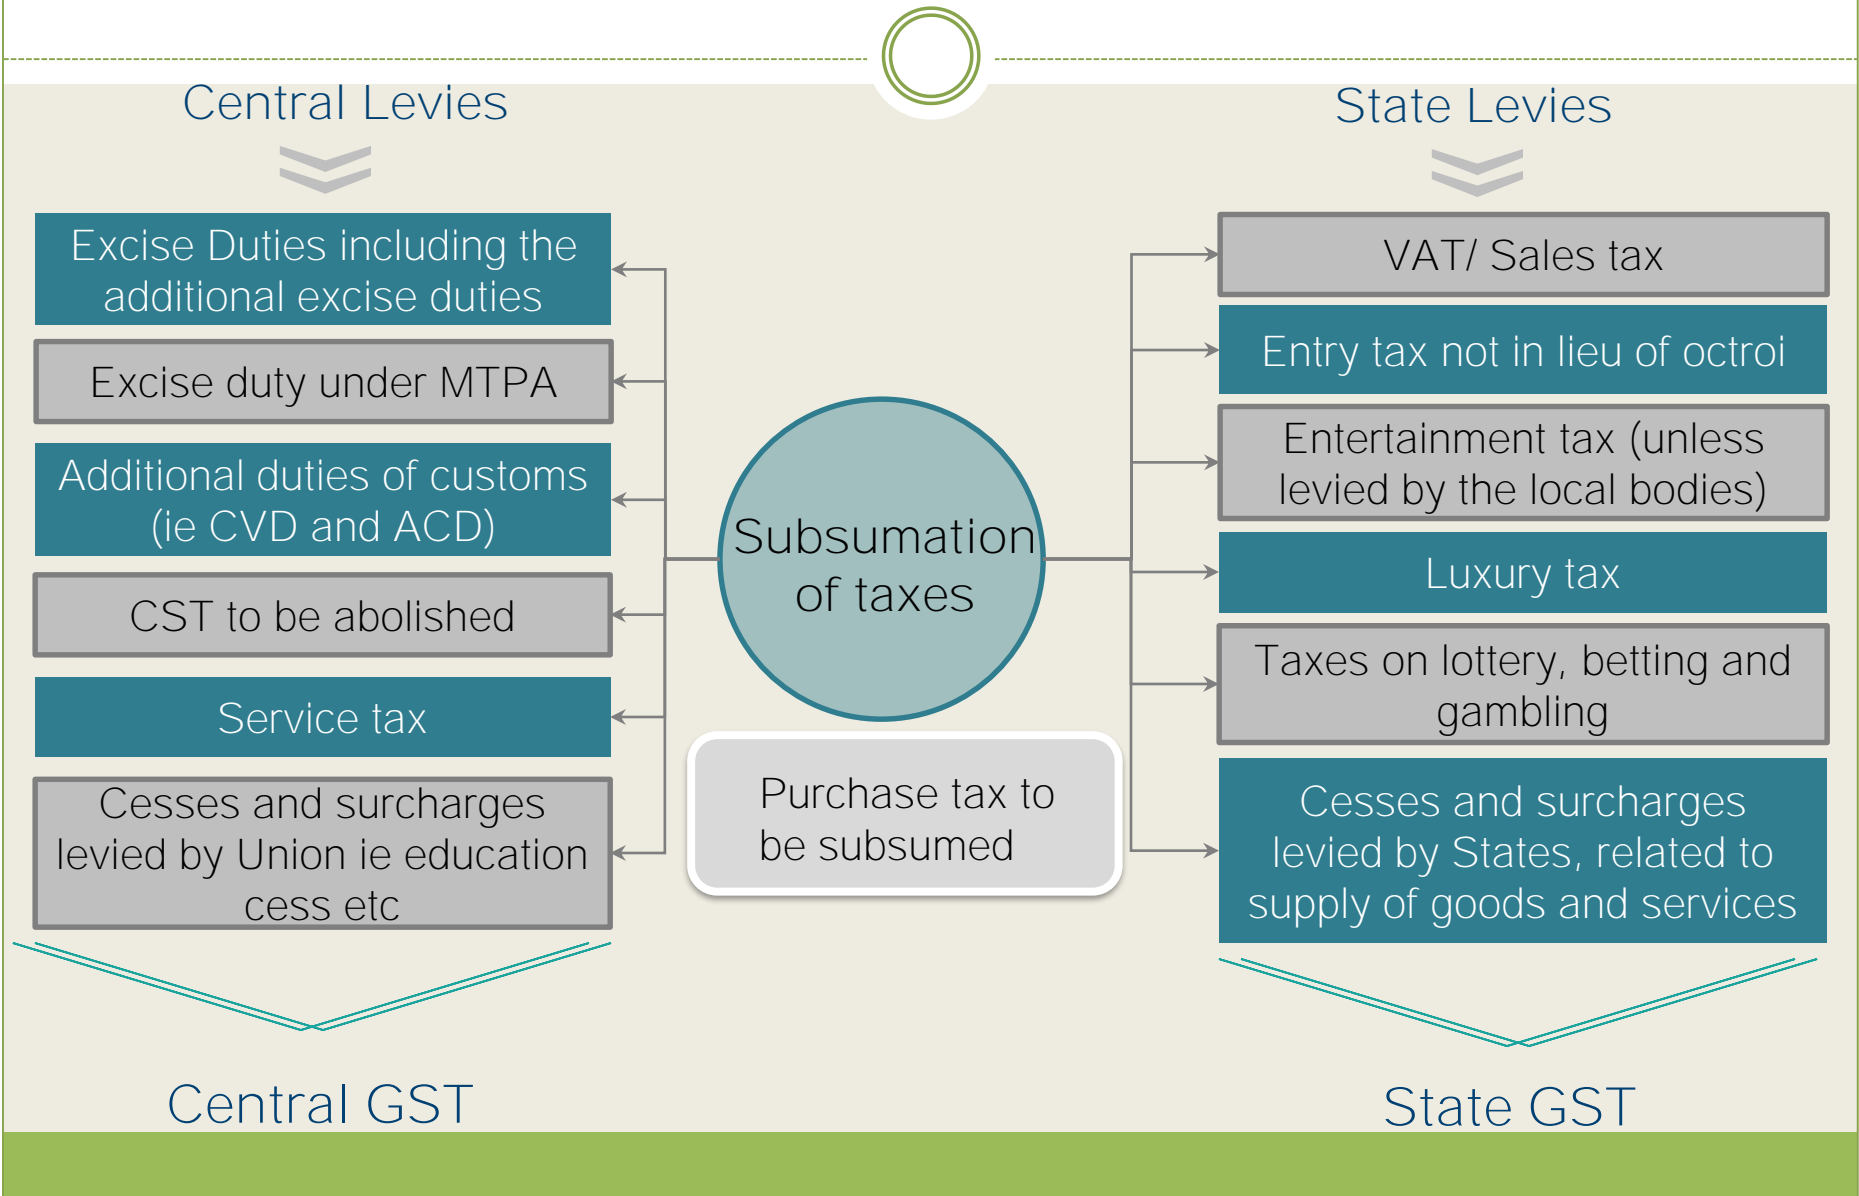 Central Levies
Excise Duties including the
additional excise duties
Excise duty under MTPA
Additional duties of customs
(ie CVD and ACD)
CST to be abolished
Service tax
Cesses and surcharges
levied by Union ie education
cess etc
Central GST
Subsumation
of taxes
Purchase tax to
be subsumed
State Levies
VAT/ Sales tax
Entry tax not in lieu of octroi
Entertainment tax (unless
levied by the local bodies)
Luxury tax
Taxes on lottery, betting and
gambling
Cesses and surcharges
levied by States, related to
supply of goods and services
State GST